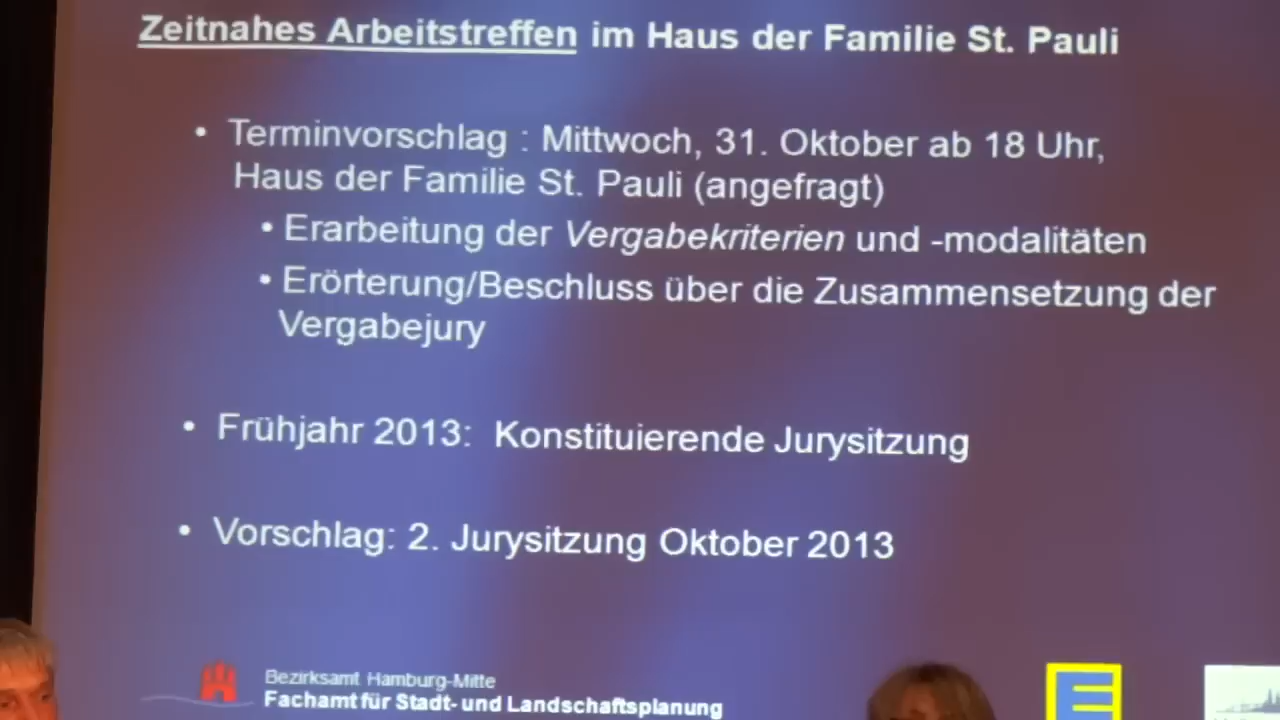 Zeitnahes Arbeitstreffen im Haus der Familie St. Pauli
• Terminvorschlag : Mittwoch, 31. Oktober ab 18 Uhr,
Haus der Familie St. Pauli (angefragt)
• Erarbeitung der Vergabekriterien und -modalitäten
• Erörterung/Beschluss über die Zusammensetzung der
Vergabejury
• Frühjahr 2013: Konstituierende Jurysitzung
• Vorschlag: 2. Jurysitzung Oktober 2013
Bezirksamt Hamburg-Mitte
Fachamt für Stadt- und Landschaftsplanung
E